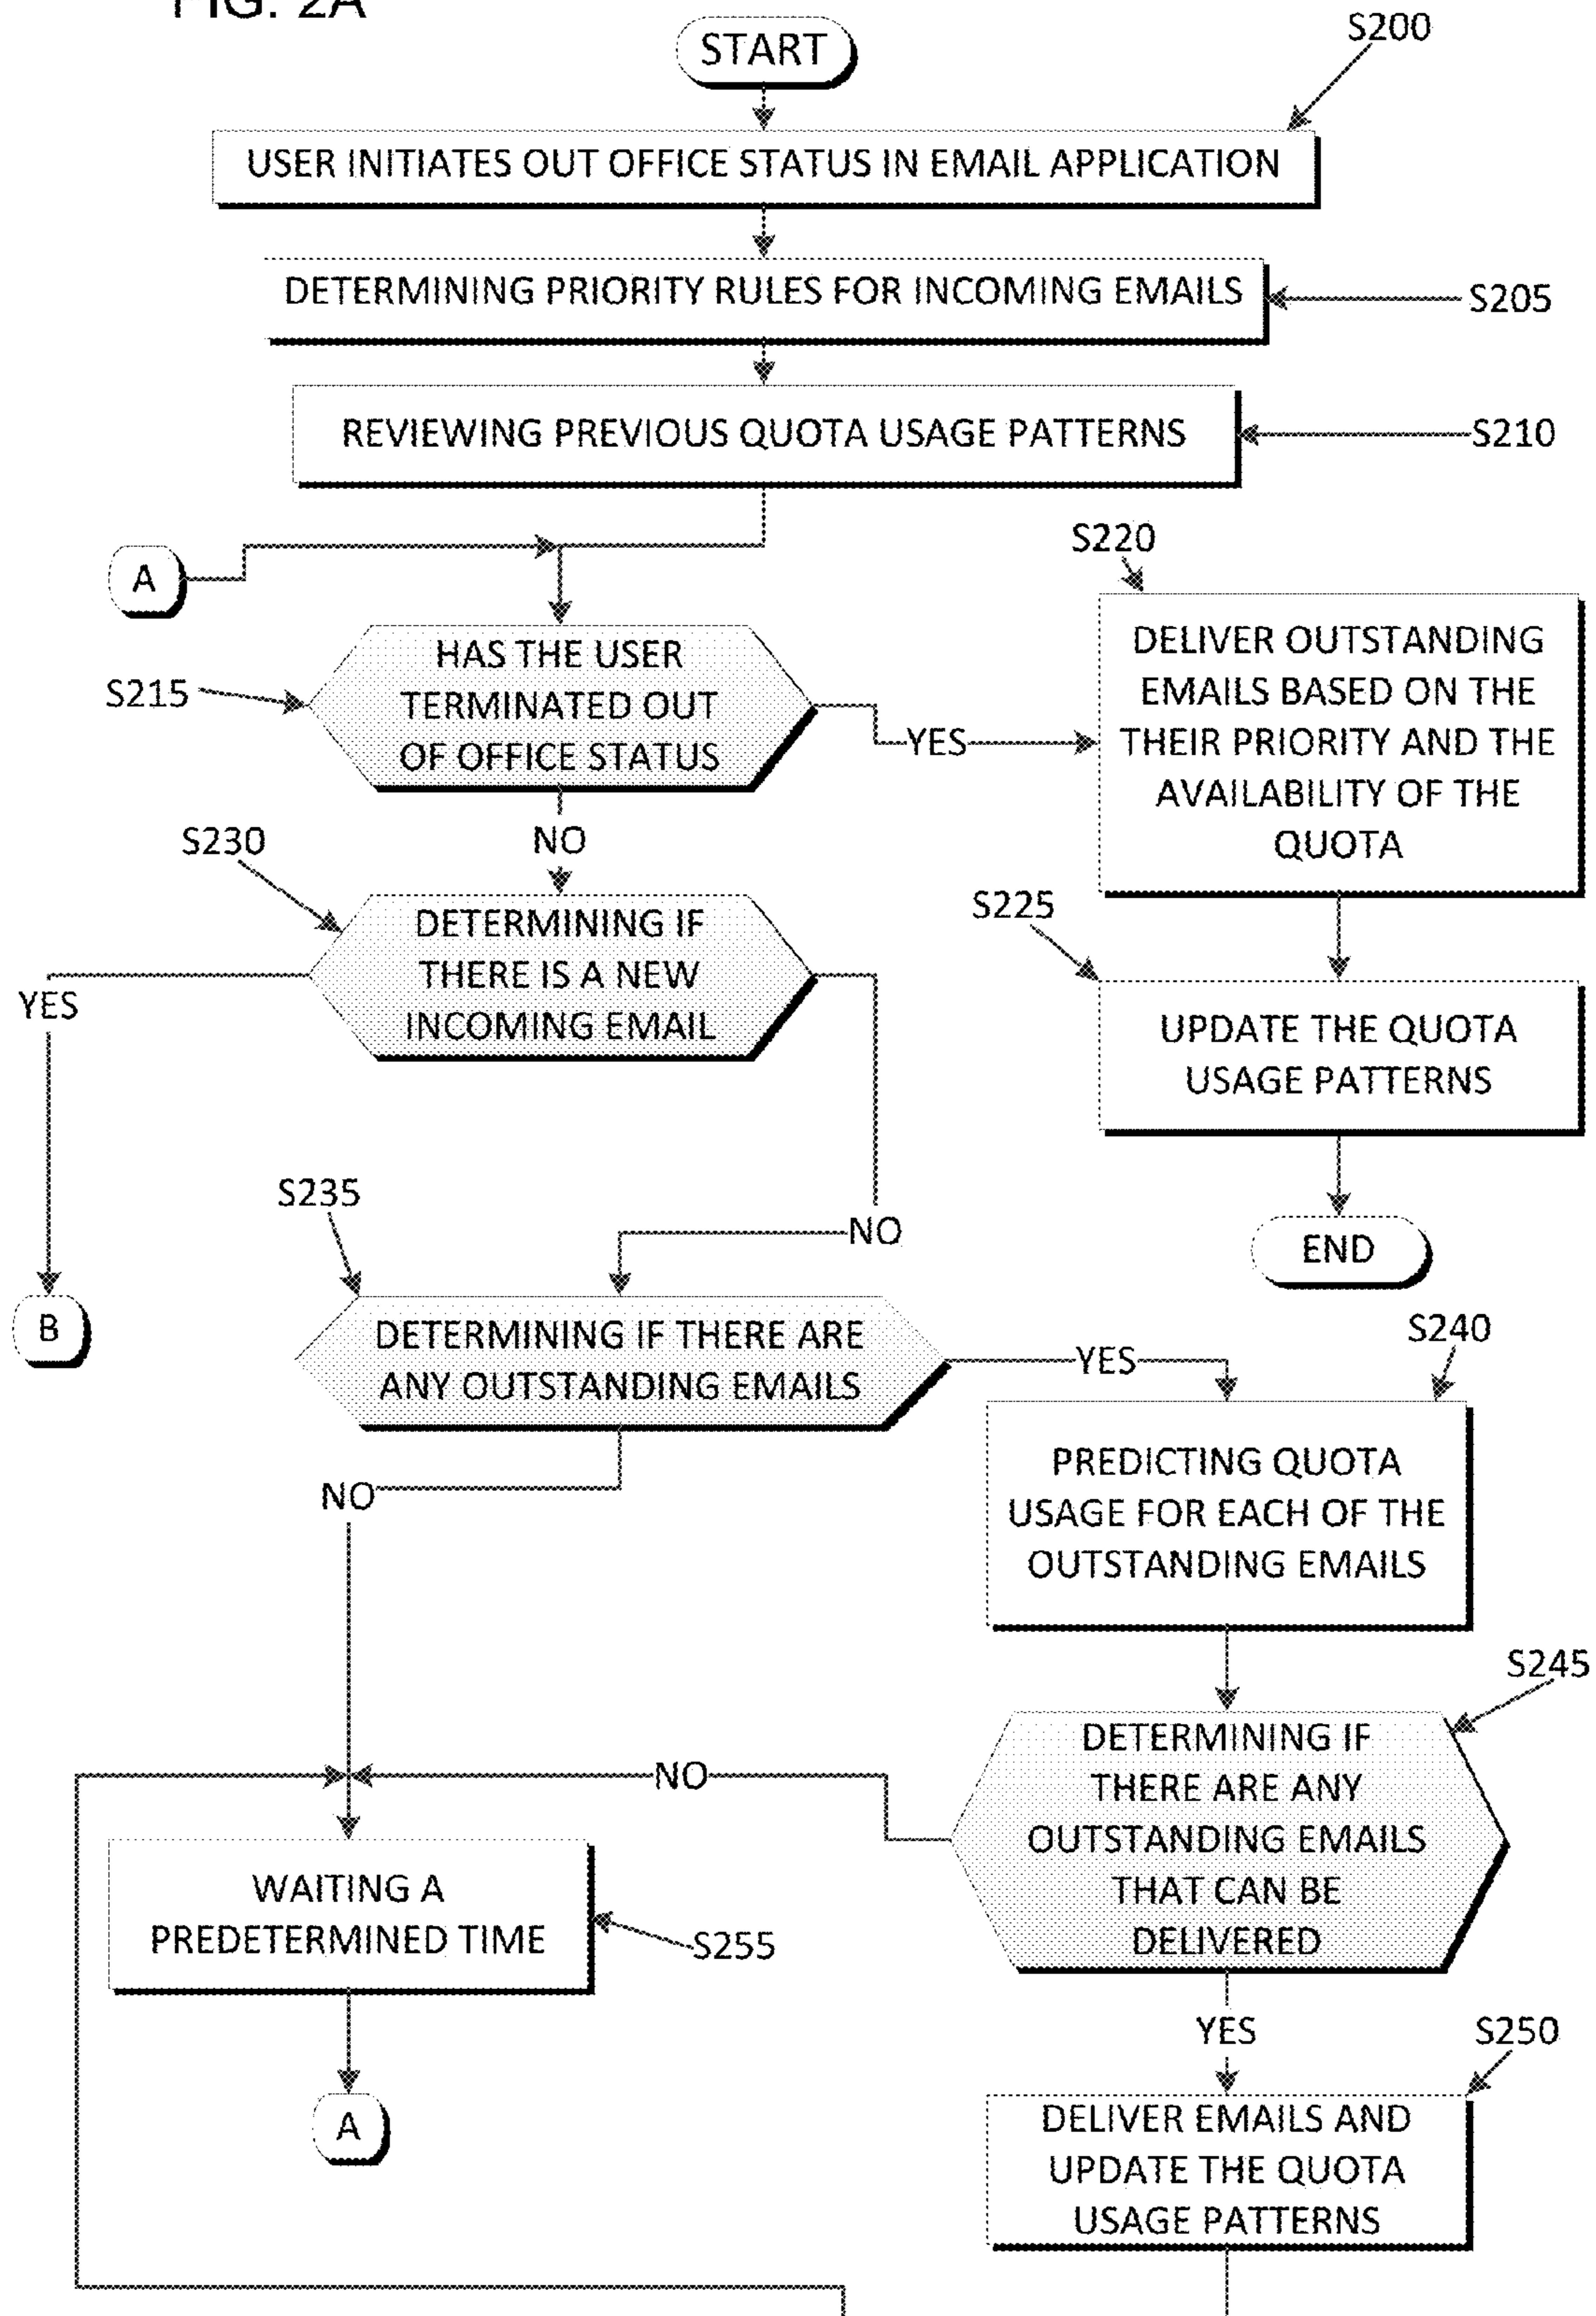 FIG. 2A
START
S200
USER INITIATES OUT OFFICE STATUS IN EMAIL APPLICATION
DETERMINING PRIORITY RULES FOR INCOMING EMAILS
S205
REVIEWING PREVIOUS QUOTA USAGE PATTERNS
S210
A
S220
HAS THE USER
TERMINATED OUT
OF OFFICE STATUS
S215
YES
DELIVER OUTSTANDING
EMAILS BASED ON THE
THEIR PRIORITY AND THE
AVAILABILITY OF THE
QUOTA
NO
S230
DETERMINING IF
THERE IS A NEW
INCOMING EMAIL
YES
S225
UPDATE THE QUOTA
USAGE PATTERNS
S235
NO
END
B
DETERMINING IF THERE ARE
ANY OUTSTANDING EMAILS
YES
S240
NO
PREDICTING QUOTA
USAGE FOR EACH OF THE
OUTSTANDING EMAILS
S245
DETERMINING IF
THERE ARE ANY
OUTSTANDING EMAILS
THAT CAN BE
DELIVERED
NO
WAITING A
PREDETERMINED TIME
S255
YES
S250
A
DELIVER EMAILS AND
UPDATE THE QUOTA
USAGE PATTERNS